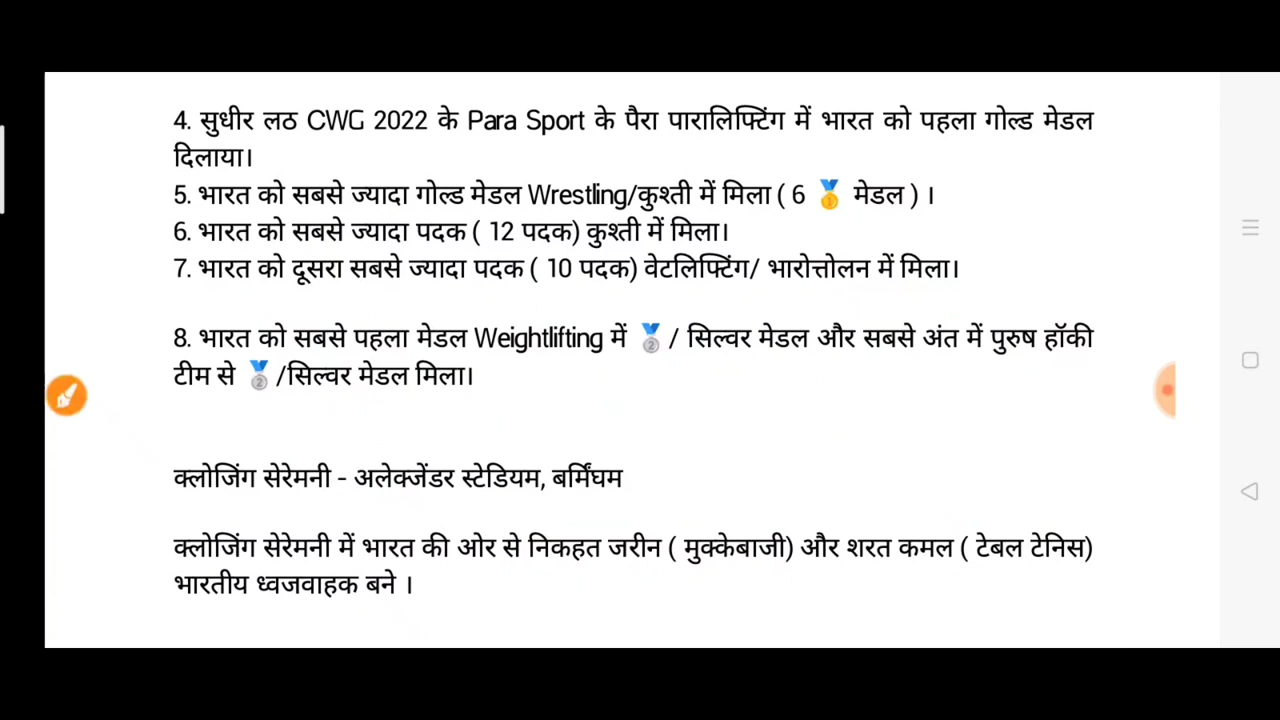 4. सुधीर लठ CWG 2022 के Para Sport के पैरा पारालिफ्टिंग में भारत को पहला गोल्ड मेडल
दिलाया।
5. भारत को सबसे ज्यादा गोल्ड मेडल Wrestling/कुश्ती में मिला ( 6 🥇 मेडल ) ।
6. भारत को सबसे ज्यादा पदक ( 12 पदक) कुश्ती में मिला।
7. भारत को दूसरा सबसे ज्यादा पदक ( 10 पदक) वेटलिफ्टिंग/ भारोत्तोलन में मिला।
8. भारत को सबसे पहला मेडल Weightlifting में 🥈/ सिल्वर मेडल और सबसे अंत में पुरुष हॉकी
टीम से 🥈/सिल्वर मेडल मिला।
क्लोजिंग सेरेमनी - अलेक्जेंडर स्टेडियम, बर्मिंघम
क्लोजिंग सेरेमनी में भारत की ओर से निकहत जरीन ( मुक्केबाजी) और शरत कमल ( टेबल टेनिस)
भारतीय ध्वजवाहक बने ।